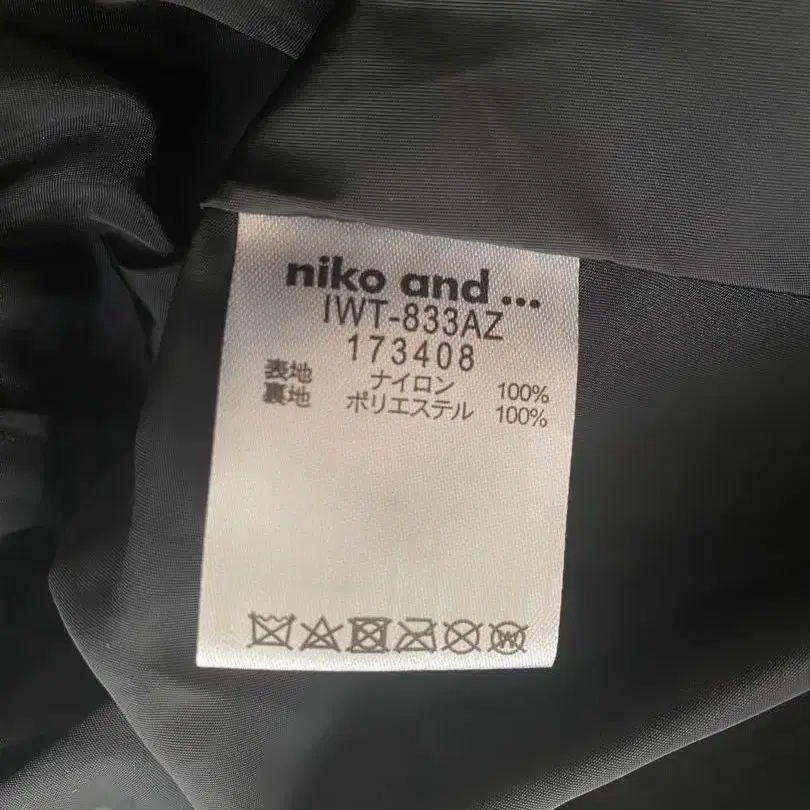 niko and ...
IWT-833AZ
173408
表地 ナイロン 100%
裏地 ポリエステル 100%